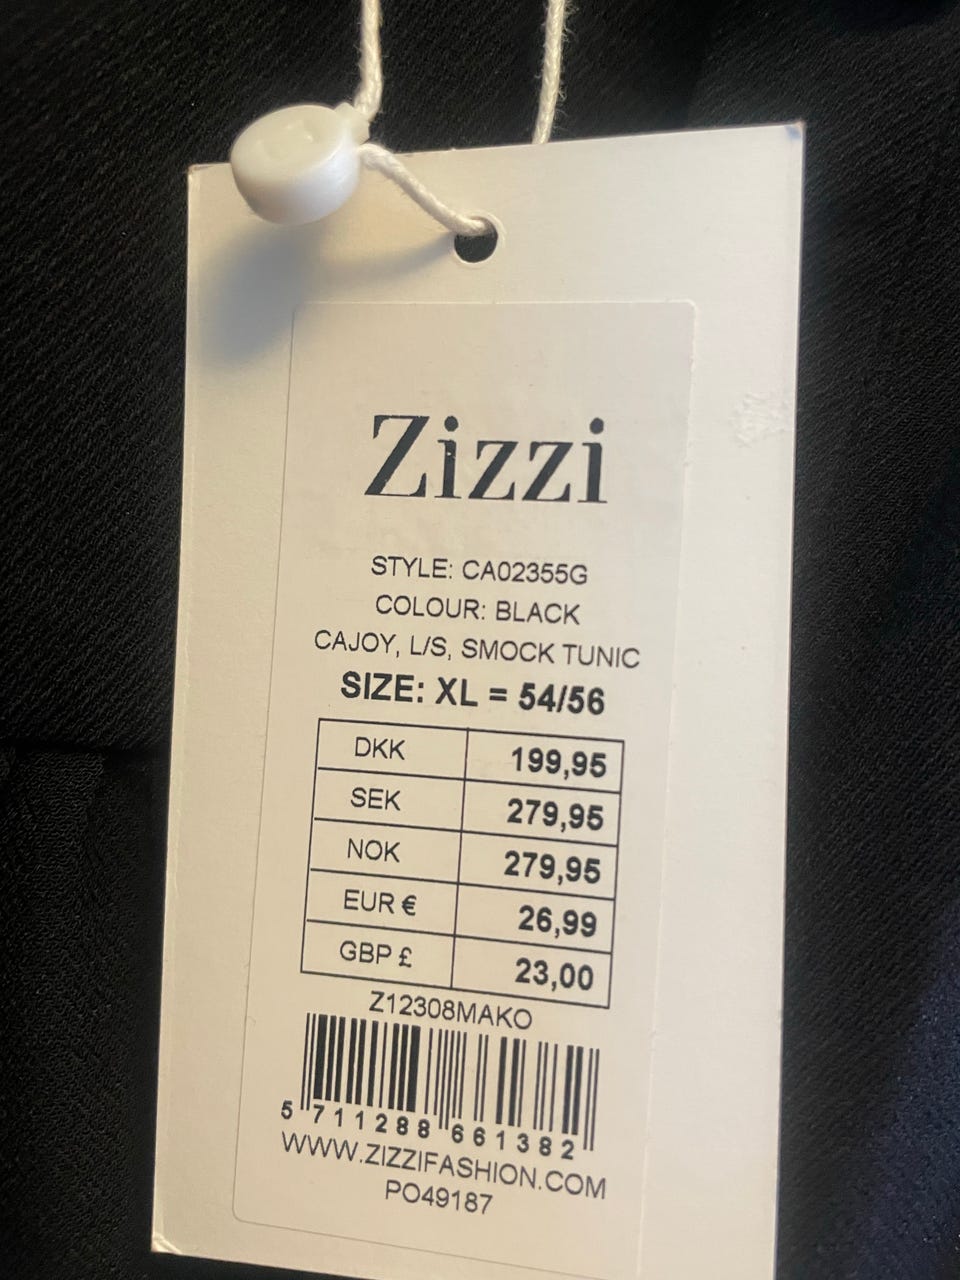 Zizzi
STYLE: CA02355G
COLOUR: BLACK
CAJOY, L/S, SMOCK TUNIC
SIZE: XL = 54/56
DKK 199,95
SEK 279,95
NOK 279,95
EUR € 26,99
GBP £ 23,00
Z12308MAKO
5 711288 661382
WWW.ZIZZIFASHION.COM
PO49187